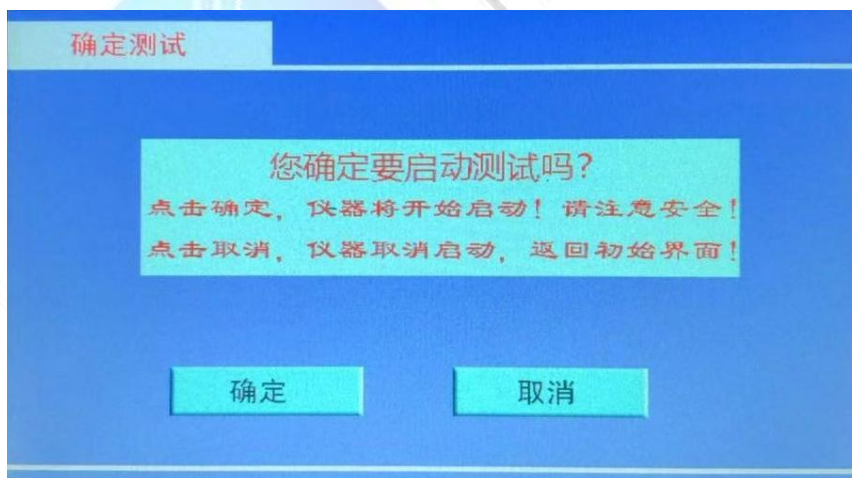 确定测试
您确定要启动测试吗？
点击确定，仪器将开始启动！请注意安全！
点击取消，仪器取消启动，返回初始界面！
确定
取消